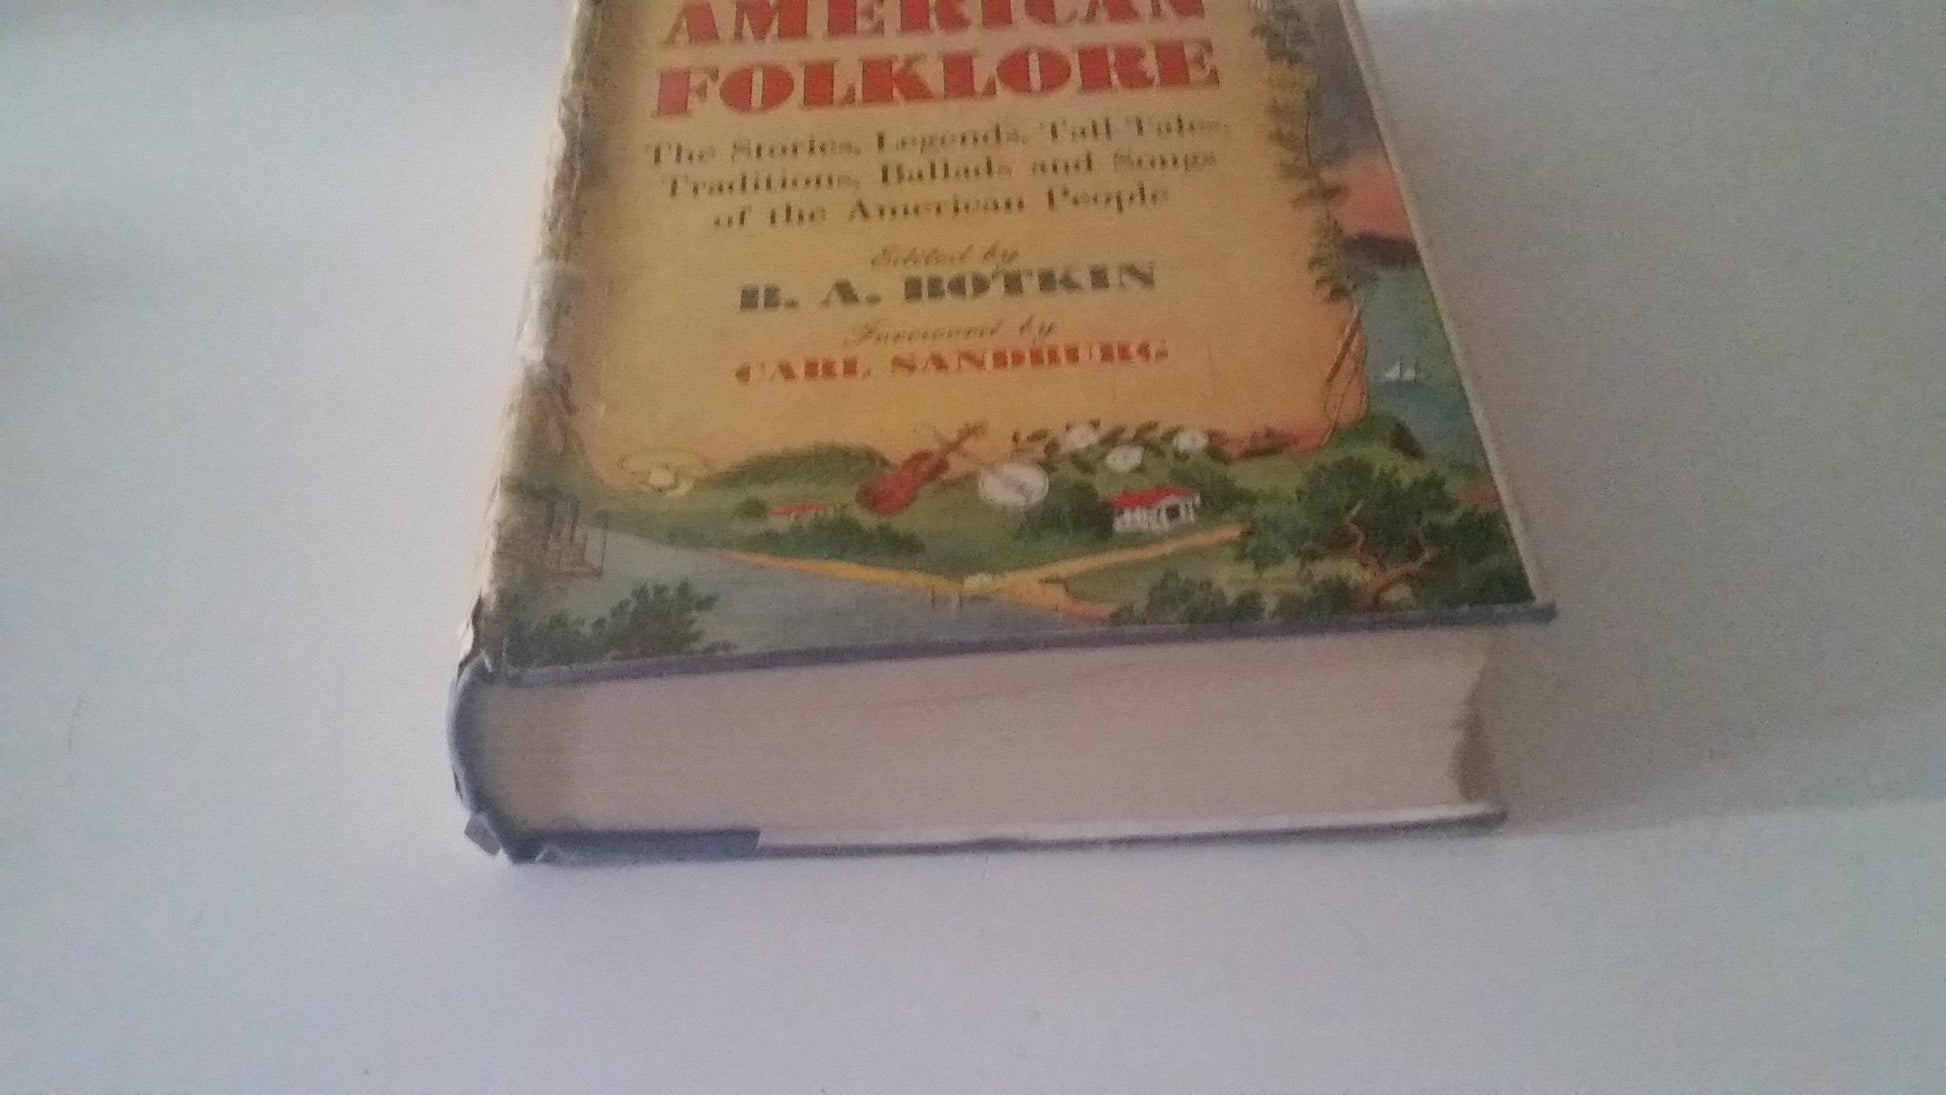 AMERICAN
FOLKLORE
The Stories, Legends, Tall Tales,
Traditions, Ballads and Songs
of the American People
Edited by
B. A. BOTKIN
Foreword by
CARL SANDBURG